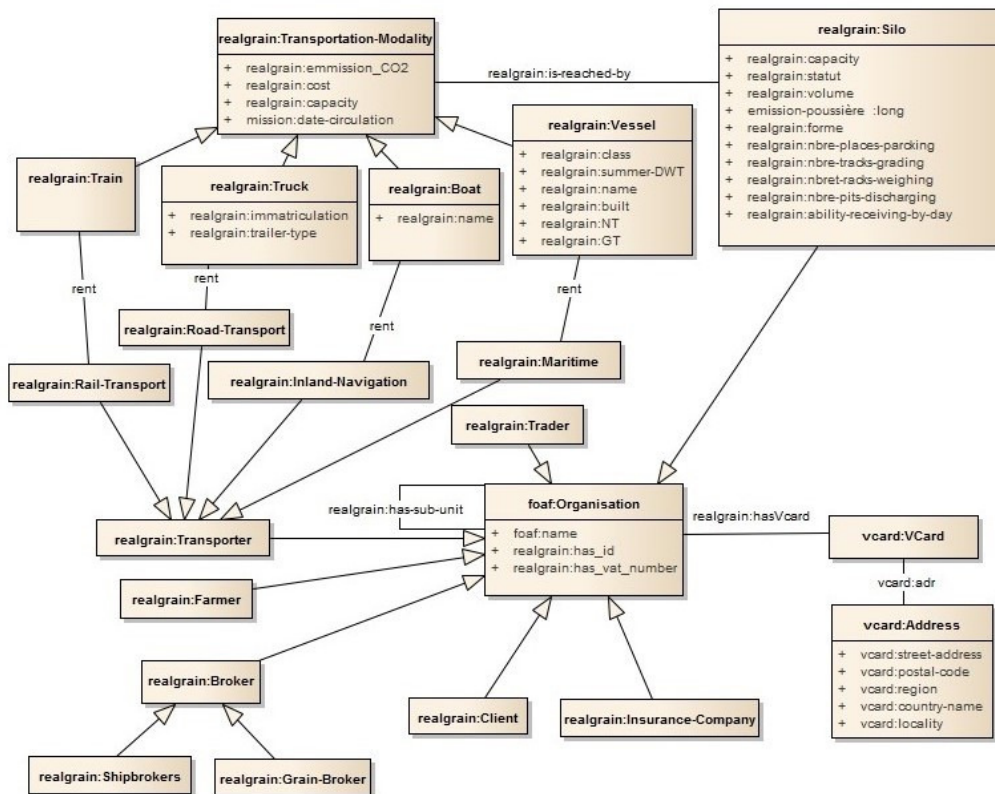 realgrain:Transportation-Modality
+ realgrain:emmission_CO2
+ realgrain:cost
+ realgrain:capacity
+ mission:date-circulation
realgrain:is-reached-by
realgrain:Silo
+ realgrain:capacity
+ realgrain:statut
+ realgrain:volume
+ emission-poussière :long
+ realgrain:forme
+ realgrain:nbre-places-parcking
+ realgrain:nbre-tracks-grading
+ realgrain:nbret-racks-weighing
+ realgrain:nbre-pits-discharging
+ realgrain:ability-receiving-by-day
realgrain:Train
realgrain:Truck
+ realgrain:immatriculation
+ realgrain:trailer-type
realgrain:Boat
+ realgrain:name
realgrain:Vessel
+ realgrain:class
+ realgrain:summer-DWT
+ realgrain:name
+ realgrain:built
+ realgrain:NT
+ realgrain:GT
rent
rent
rent
rent
realgrain:Road-Transport
realgrain:Rail-Transport
realgrain:Inland-Navigation
realgrain:Maritime
realgrain:Trader
realgrain:has-sub-unit
foaf:Organisation
+ foaf:name
+ realgrain:has_id
+ realgrain:has_vat_number
realgrain:hasVcard
vcard:VCard
realgrain:Transporter
vcard:adr
realgrain:Farmer
vcard:Address
+ vcard:street-address
+ vcard:postal-code
+ vcard:region
+ vcard:country-name
+ vcard:locality
realgrain:Broker
realgrain:Client
realgrain:Insurance-Company
realgrain:Shipbrokers
realgrain:Grain-Broker